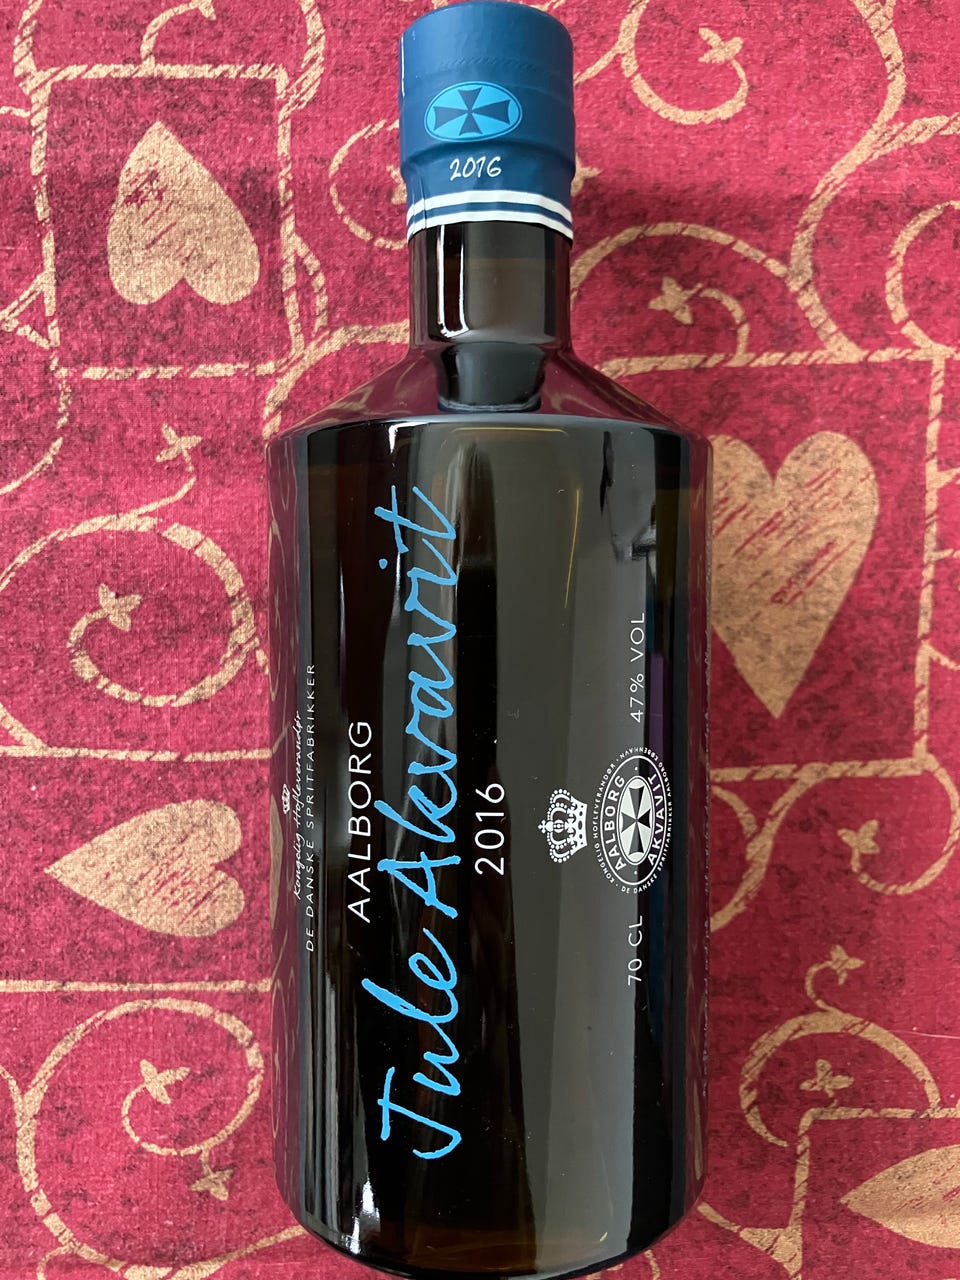 2016
Kongelig Hofleverandør
DE DANSKE SPRITFABRIKKER
AALBORG
Jule Akvavit
2016
70 CL
47% VOL
AALBORG
AKVAVIT
· KONGELIG HOFLEVERANDØR ·
· DE DANSKE SPRITFABRIKKER